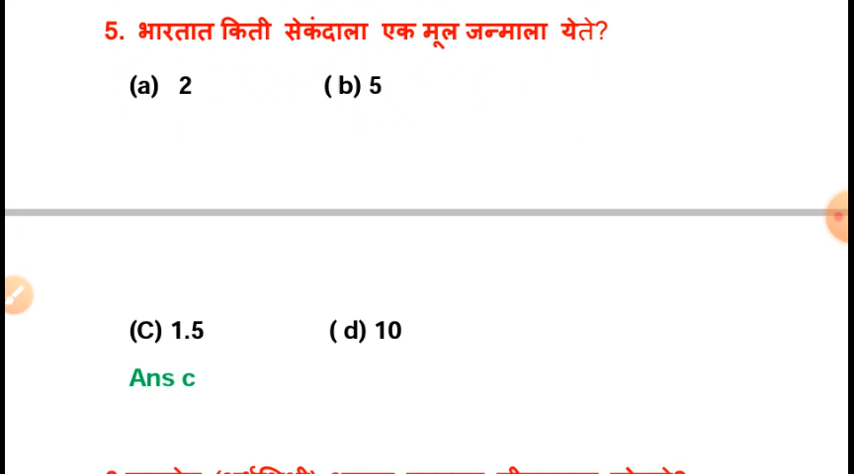 5. भारतात किती सेकंदाला एक मूल जन्माला येते?
(a) 2 ( b) 5
(C) 1.5 ( d) 10
Ans c